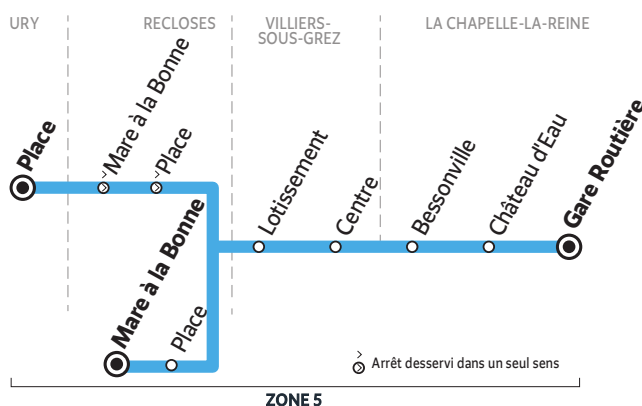 URY
RECLOSES
VILLIERS-
SOUS-GREZ
LA CHAPELLE-LA-REINE
Place
Mare à la Bonne
Place
Lotissement
Centre
Bessonville
Château d'Eau
Gare Routière
Mare à la Bonne
Place
Arrêt desservi dans un seul sens
ZONE 5